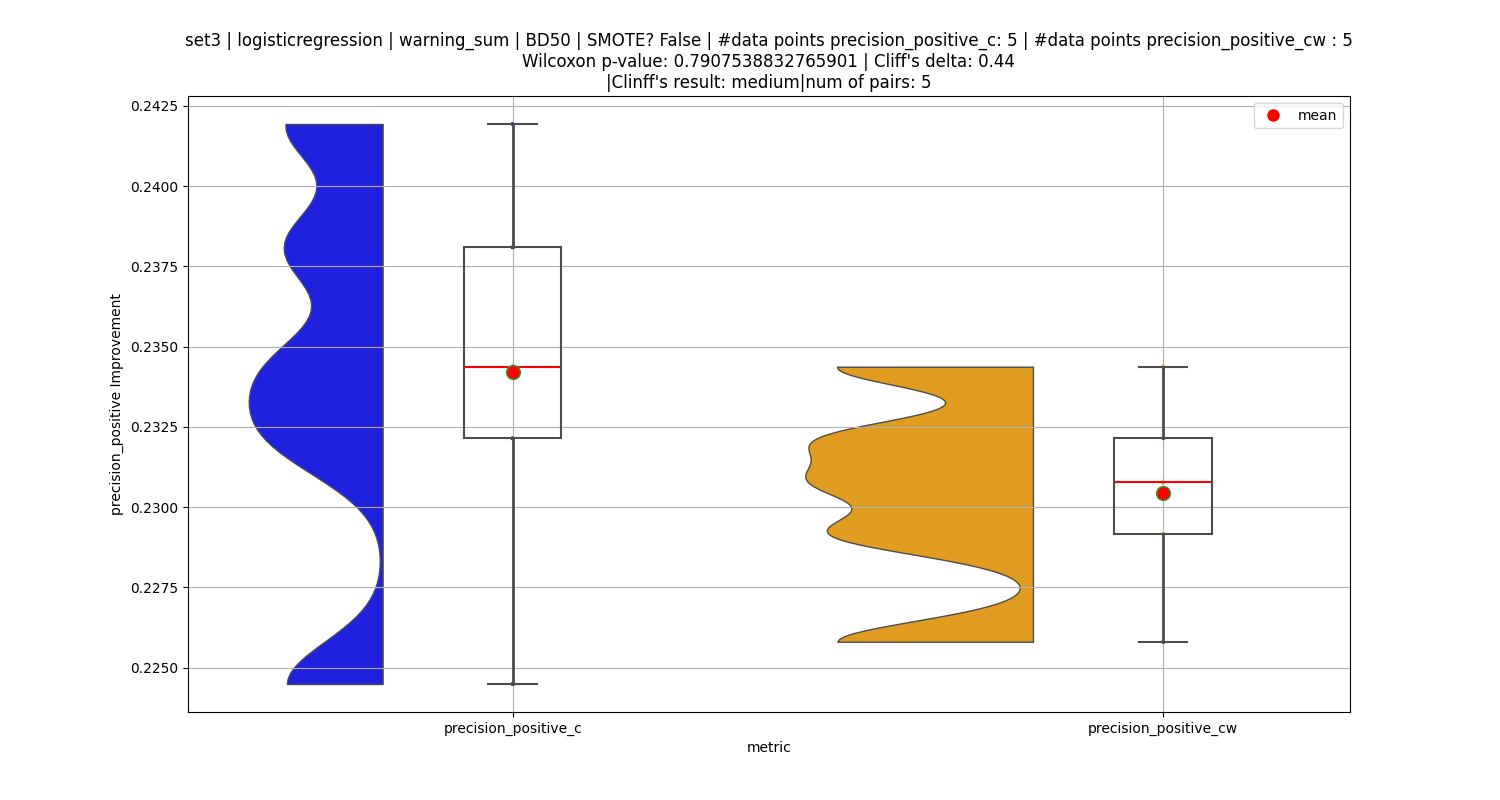 set3 | logisticregression | warning_sum | BD50 | SMOTE? False | #data points precision_positive_c: 5 | #data points precision_positive_cw : 5
Wilcoxon p-value: 0.7907538832765901 | Cliff's delta: 0.44
|Clinff's result: medium|num of pairs: 5
mean
0.2425
0.2400
0.2375
0.2350
0.2325
0.2300
0.2275
0.2250
precision_positive Improvement
precision_positive_c
precision_positive_cw
metric